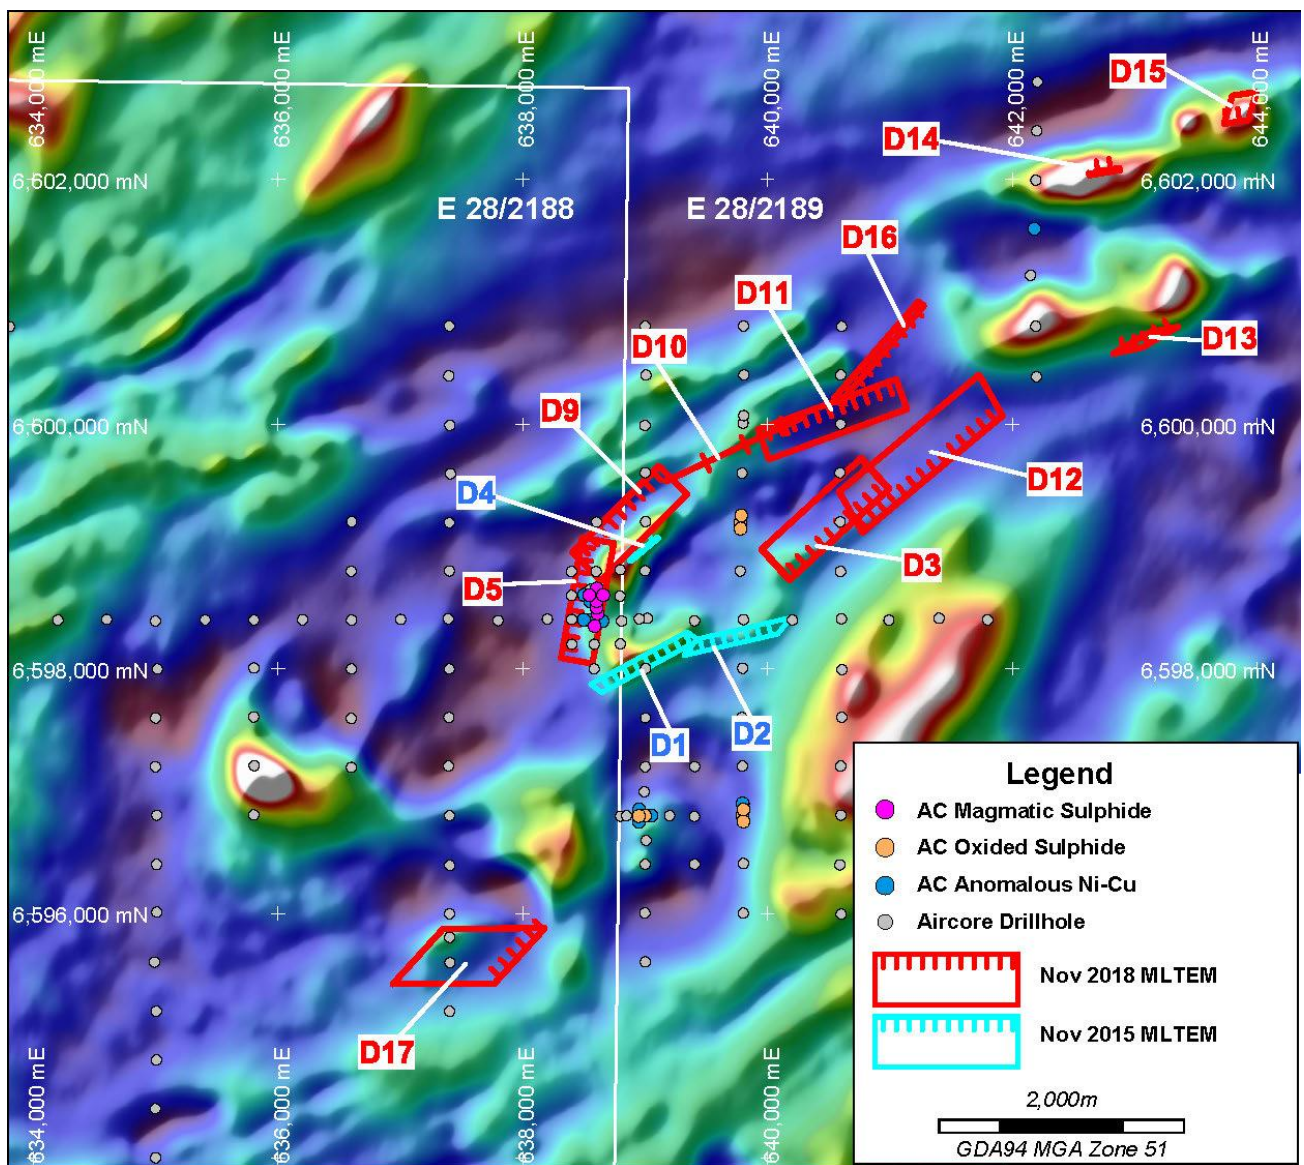 634,000 mE
636,000 mE
638,000 mE
640,000 mE
642,000 mE
644,000 mE
D15
D14
6,602,000 mN
6,602,000 mN
E 28/2188
E 28/2189
D16
D11
D13
D10
D9
6,600,000 mN
6,600,000 mN
D12
D4
D3
D5
6,598,000 mN
6,598,000 mN
D1
D2
Legend
AC Magmatic Sulphide
AC Oxided Sulphide
AC Anomalous Ni-Cu
Aircore Drillhole
Nov 2018 MLTEM
Nov 2015 MLTEM
2,000m
GDA94 MGA Zone 51
6,596,000 mN
D17
634,000 mE
636,000 mE
638,000 mE
640,000 mE